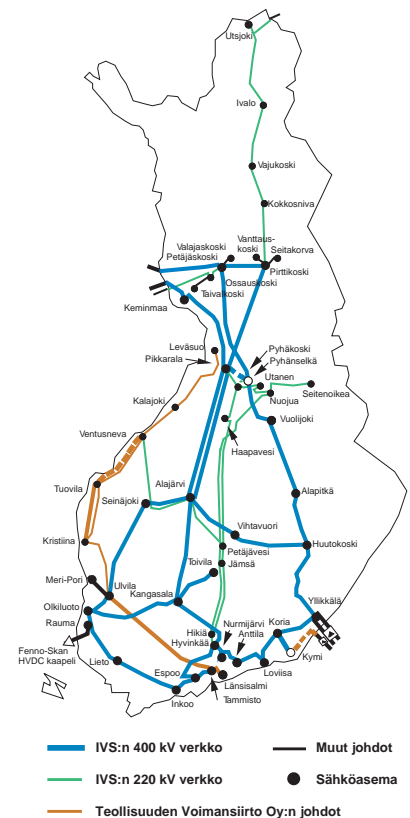 Utsjoki
Ivalo
Vajukoski
Kokkosniva
Vanttaus-
koski
Seitakorva
Valajaskoski
Petäjäskoski
Pirttikoski
Ossauskoski
Taivalkoski
Keminmaa
Leväsuo
Pikkarala
Pyhäkoski
Pyhänselkä
Utanen
Seitenoikea
Nuojua
Kalajoki
Vuolijoki
Ventusneva
Haapavesi
Tuovila
Alajärvi
Seinäjoki
Alapitkä
Vihtavuori
Kristiina
Huutokoski
Petäjävesi
Jämsä
Toivila
Meri-Pori
Ulvila
Kangasala
Yllikkälä
Olkiluoto
Rauma
Nurmijärvi
Anttila
Koria
Hikiä
Hyvinkää
Fenno-Skan
HVDC kaapeli
Lieto
Espoo
Kymi
Loviisa
Länsisalmi
Inkoo
Tammisto
IVS:n 400 kV verkko
Muut johdot
IVS:n 220 kV verkko
Sähköasema
Teollisuuden Voimansiirto Oy:n johdot